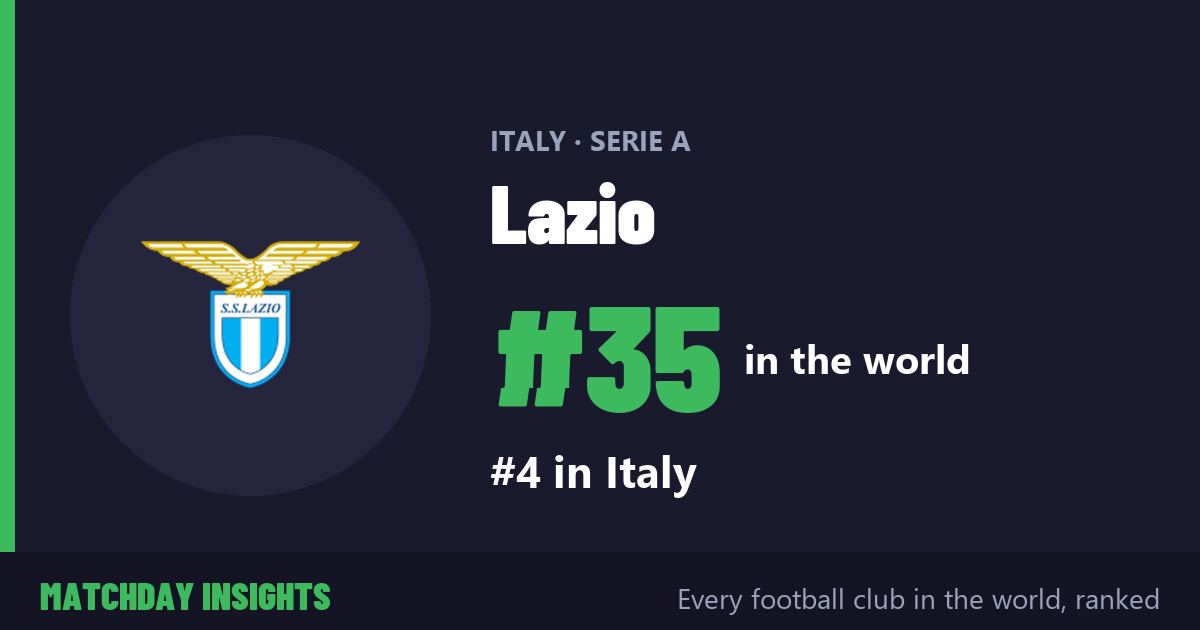 ITALY · SERIE A
Lazio
S.S.LAZIO
#35 in the world
#4 in Italy
MATCHDAY INSIGHTS
Every football club in the world, ranked